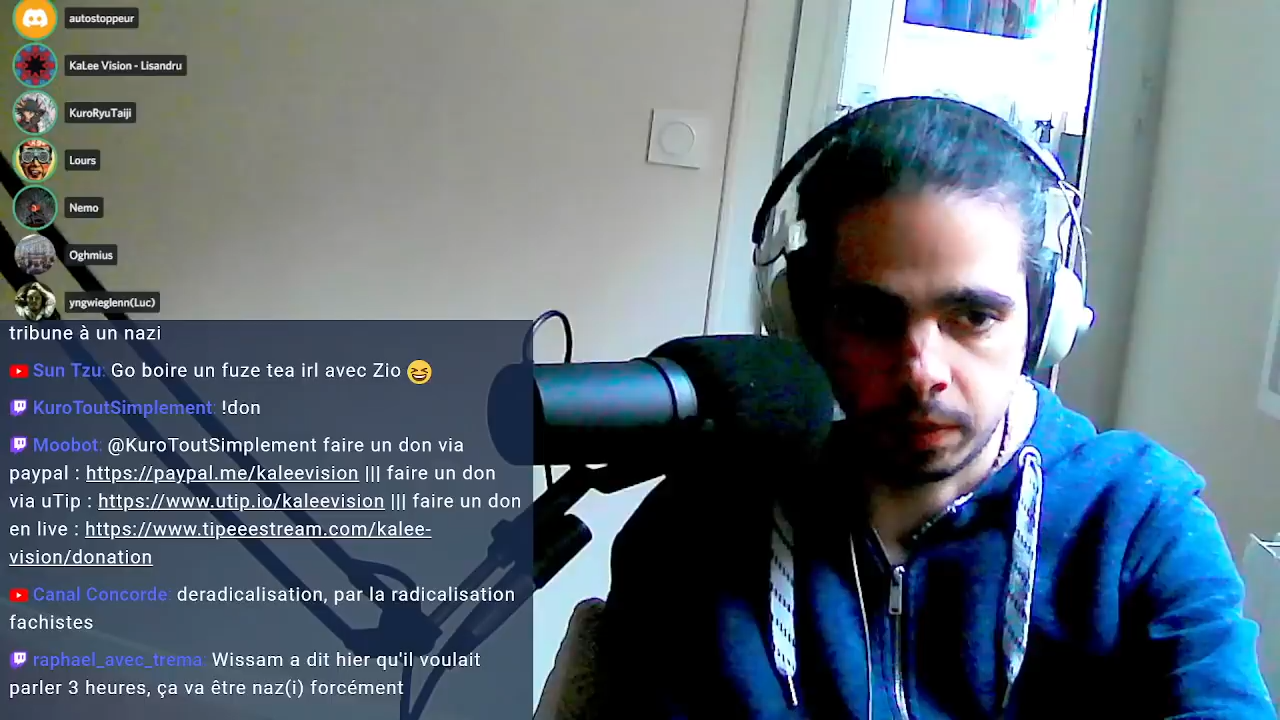 autostoppeur
KaLee Vision - Lisandru
KuroRyuTaiji
Lours
Nemo
Oghmius
yngwieglenn(Luc)
tribune à un nazi
Sun Tzu: Go boire un fuze tea irl avec Zio 😆
KuroToutSimplement: !don
Moobot: @KuroToutSimplement faire un don via
paypal : https://paypal.me/kaleevision ||| faire un don
via uTip : https://www.utip.io/kaleevision ||| faire un don
en live : https://www.tipeeestream.com/kalee-
vision/donation
Canal Concorde: deradicalisation, par la radicalisation
fachistes
raphael_avec_trema: Wissam a dit hier qu'il voulait
parler 3 heures, ça va être naz(i) forcément